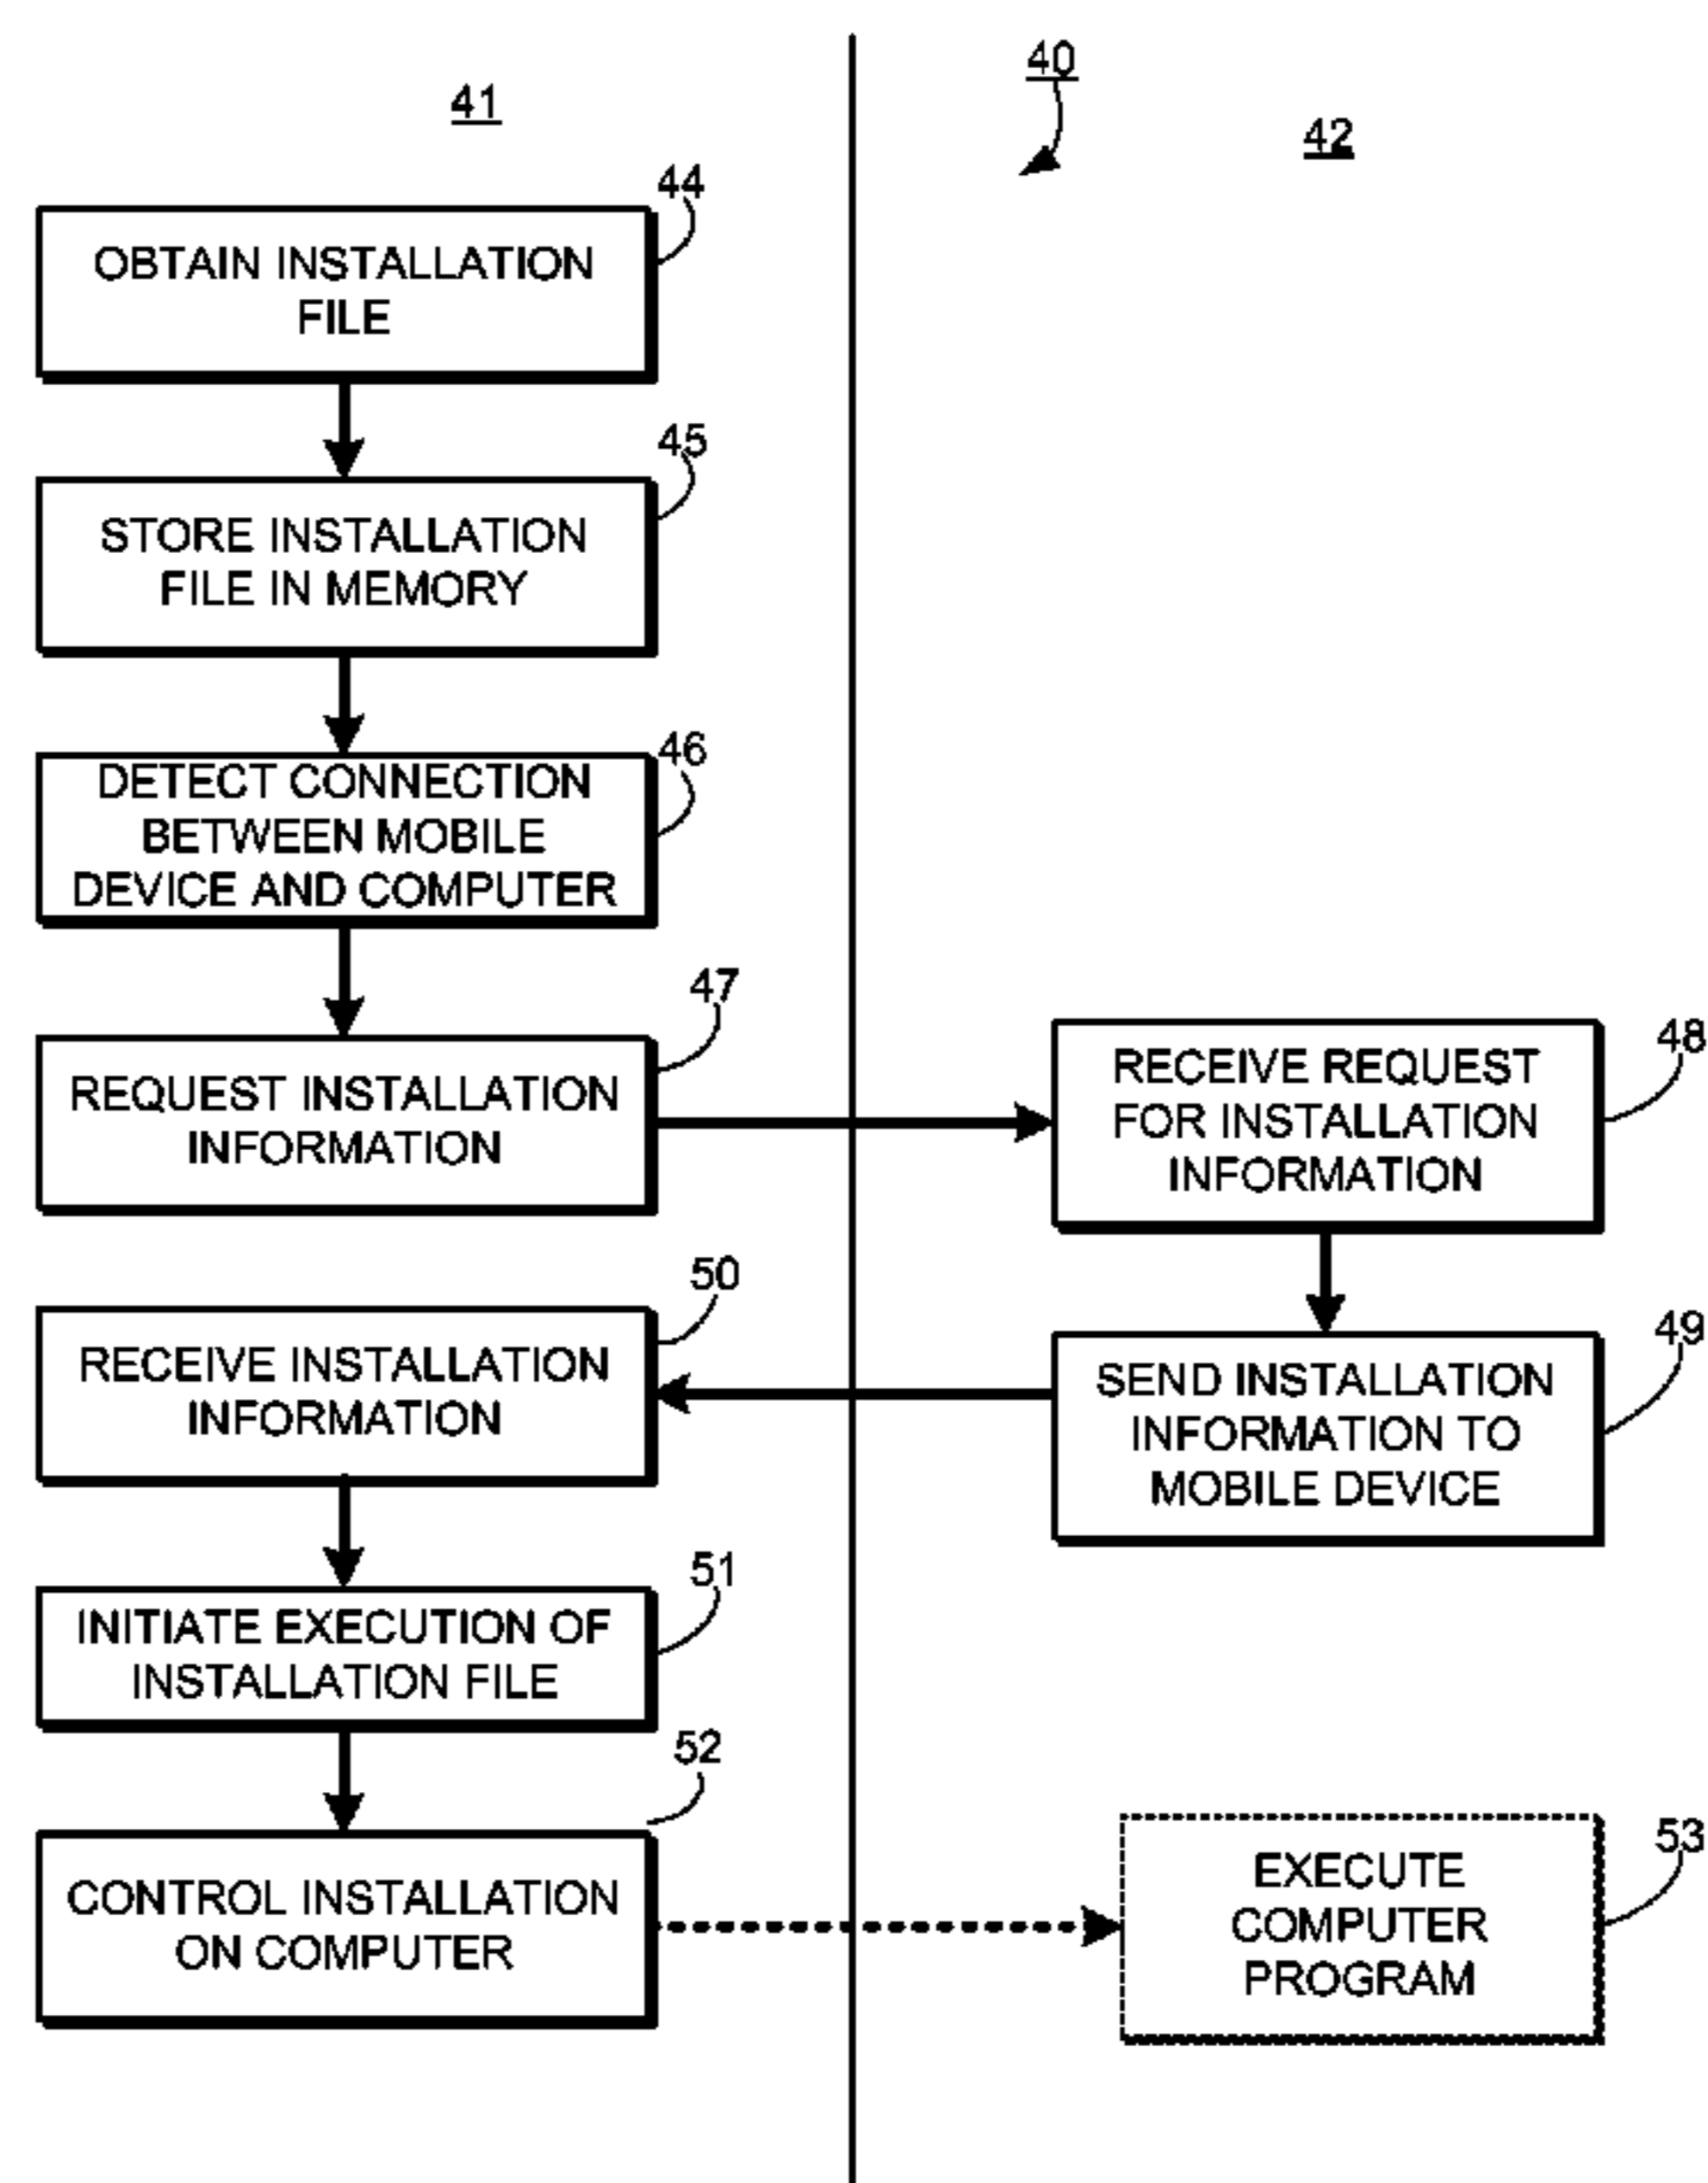 40
41
42
44
OBTAIN INSTALLATION
FILE
45
STORE INSTALLATION
FILE IN MEMORY
46
DETECT CONNECTION
BETWEEN MOBILE
DEVICE AND COMPUTER
47
REQUEST INSTALLATION
INFORMATION
48
RECEIVE REQUEST
FOR INSTALLATION
INFORMATION
49
SEND INSTALLATION
INFORMATION TO
MOBILE DEVICE
50
RECEIVE INSTALLATION
INFORMATION
51
INITIATE EXECUTION OF
INSTALLATION FILE
52
CONTROL INSTALLATION
ON COMPUTER
53
EXECUTE
COMPUTER
PROGRAM